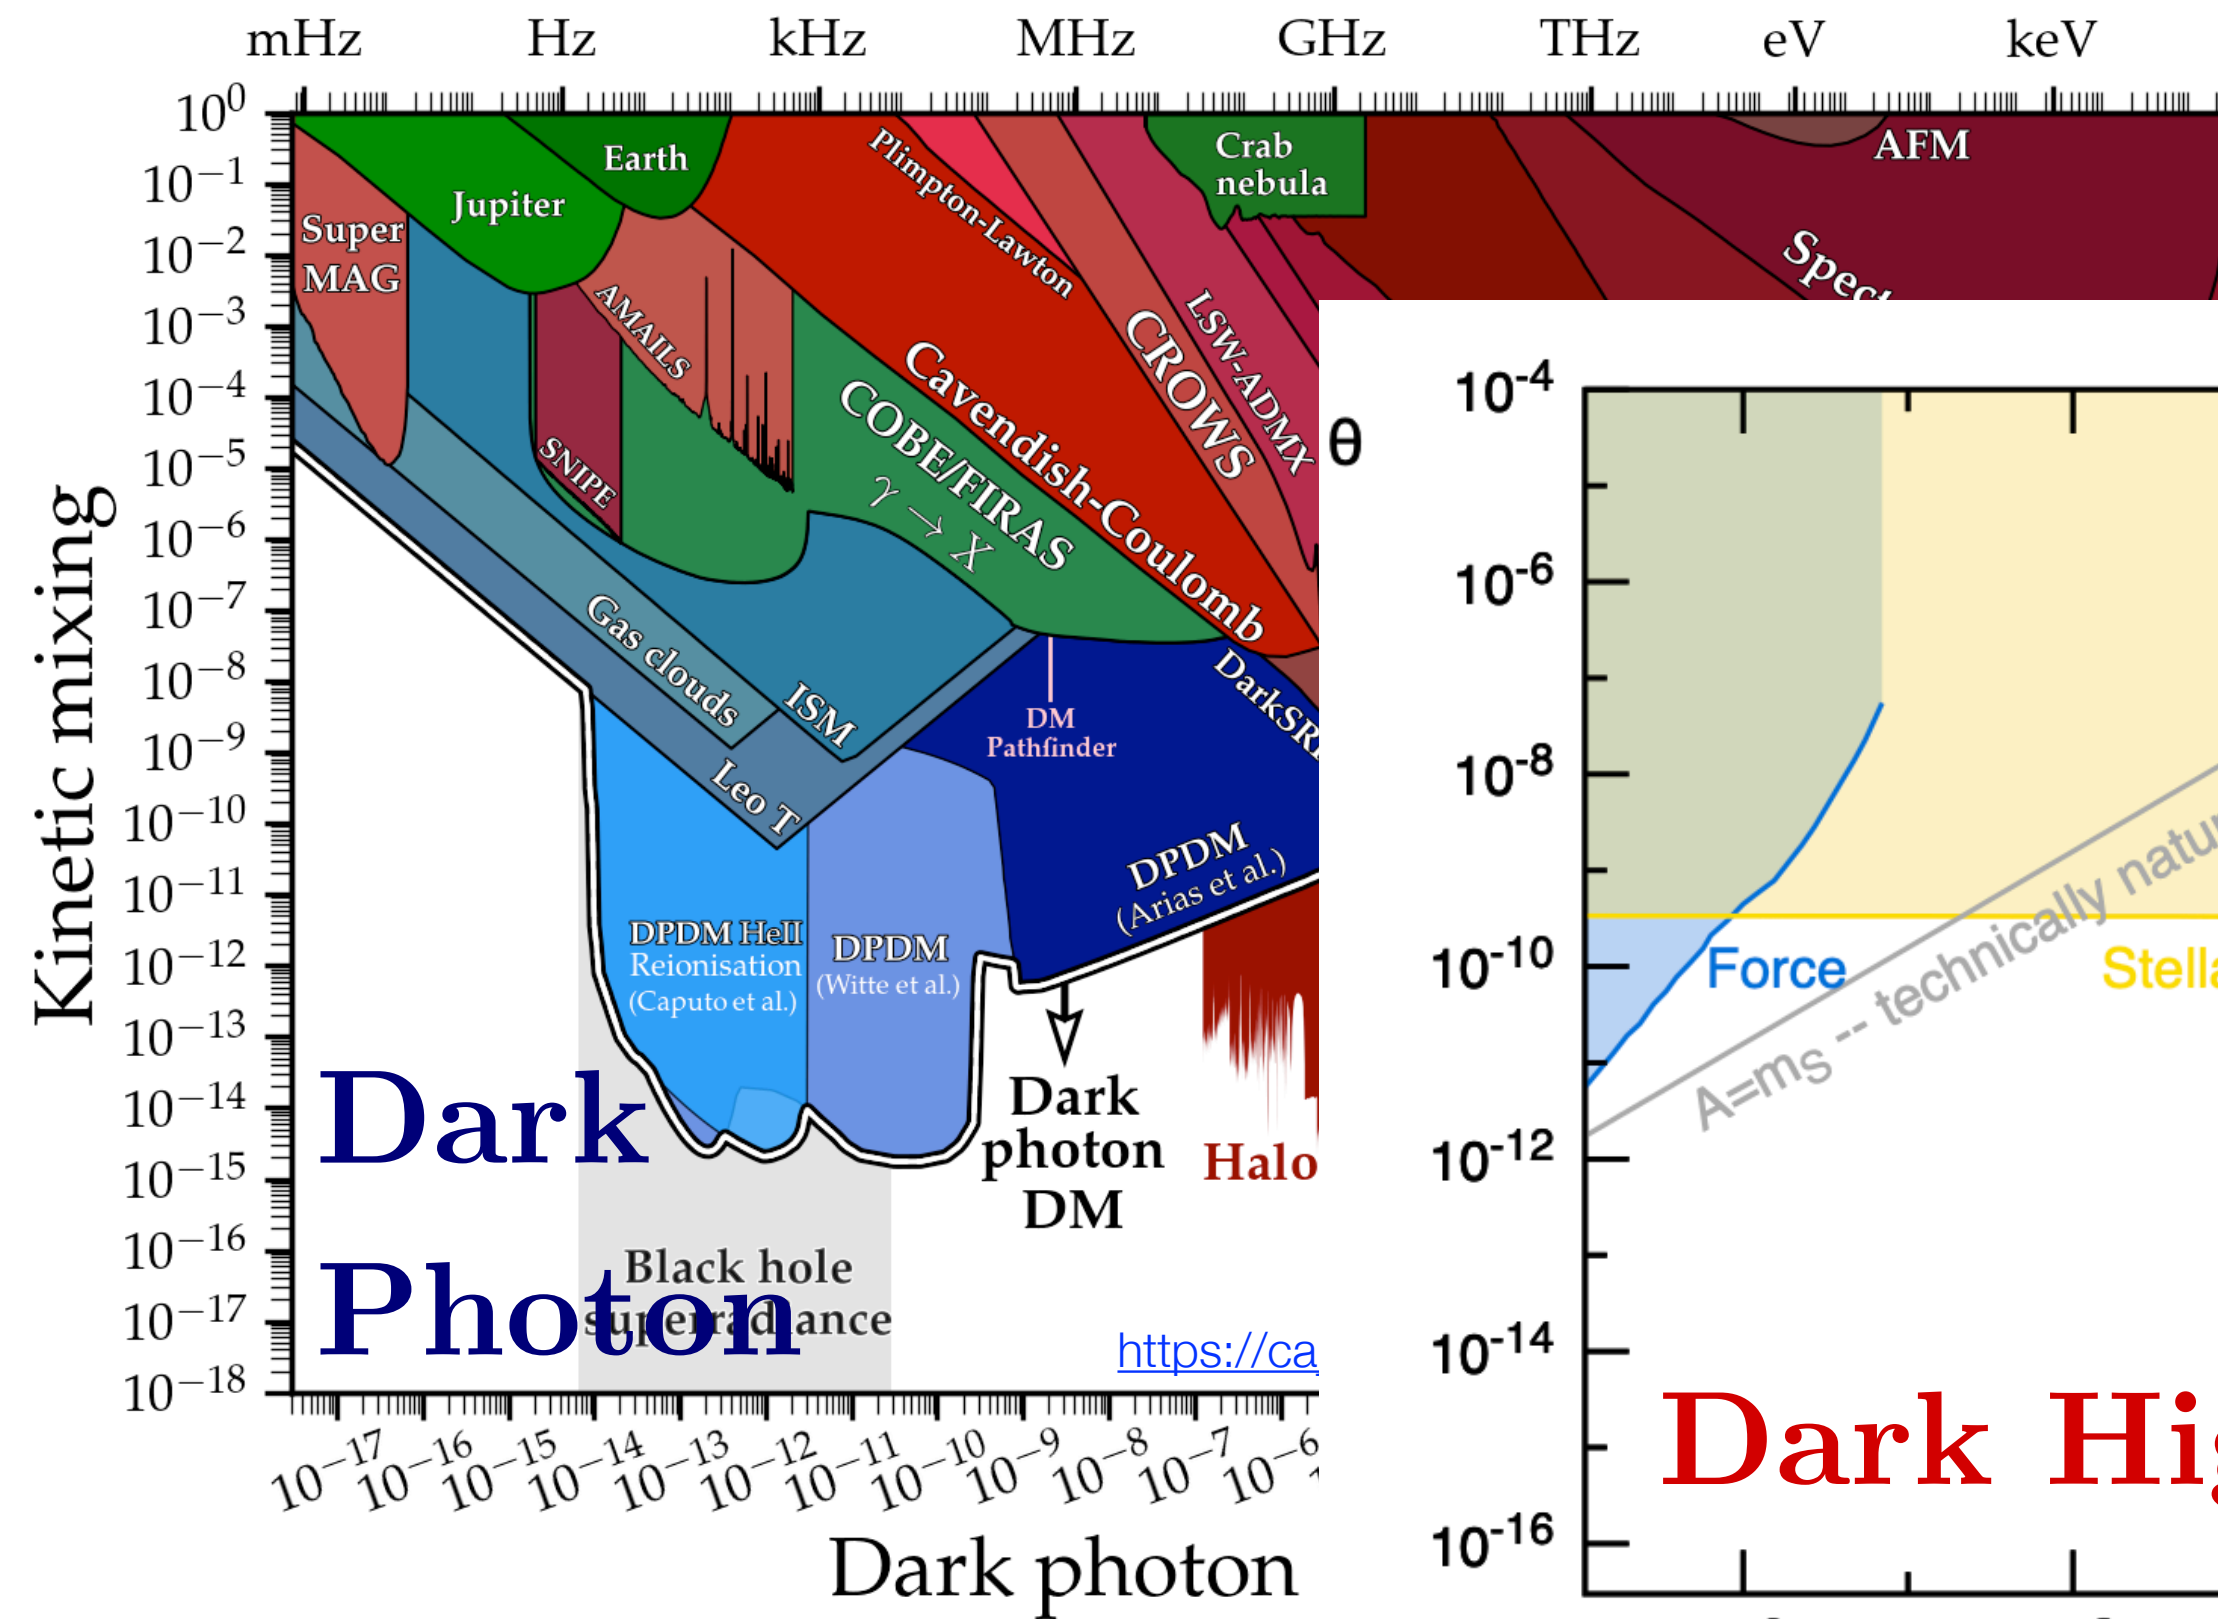 mHz Hz kHz MHz GHz THz eV keV
10⁰
10⁻¹
10⁻²
10⁻³
10⁻⁴
10⁻⁵
10⁻⁶
10⁻⁷
10⁻⁸
10⁻⁹
10⁻¹⁰
10⁻¹¹
10⁻¹²
10⁻¹³
10⁻¹⁴
10⁻¹⁵
10⁻¹⁶
10⁻¹⁷
10⁻¹⁸
Kinetic mixing
Earth
Jupiter
Super
MAG
AMAILS
SNIPE
Plimpton-Lawton
Crab
nebula
AFM
Spect
CROWS
LSW-ADMX
Cavendish-Coulomb
COBE/FIRAS
γ → X
Gas clouds
ISM
Leo T
DM
Pathfinder
DarkSR
DPDM
(Arias et al.)
DPDM HeII
Reionisation
(Caputo et al.)
DPDM
(Witte et al.)
Dark
photon
DM
Halo
Black hole
superradiance
Dark
Photon
https://ca
10⁻¹⁷ 10⁻¹⁶ 10⁻¹⁵ 10⁻¹⁴ 10⁻¹³ 10⁻¹² 10⁻¹¹ 10⁻¹⁰ 10⁻⁹ 10⁻⁸ 10⁻⁷ 10⁻⁶
Dark photon
θ
10⁻⁴
10⁻⁶
10⁻⁸
10⁻¹⁰
10⁻¹²
10⁻¹⁴
10⁻¹⁶
Force
Stella
A=mS -- technically natu
Dark Hig